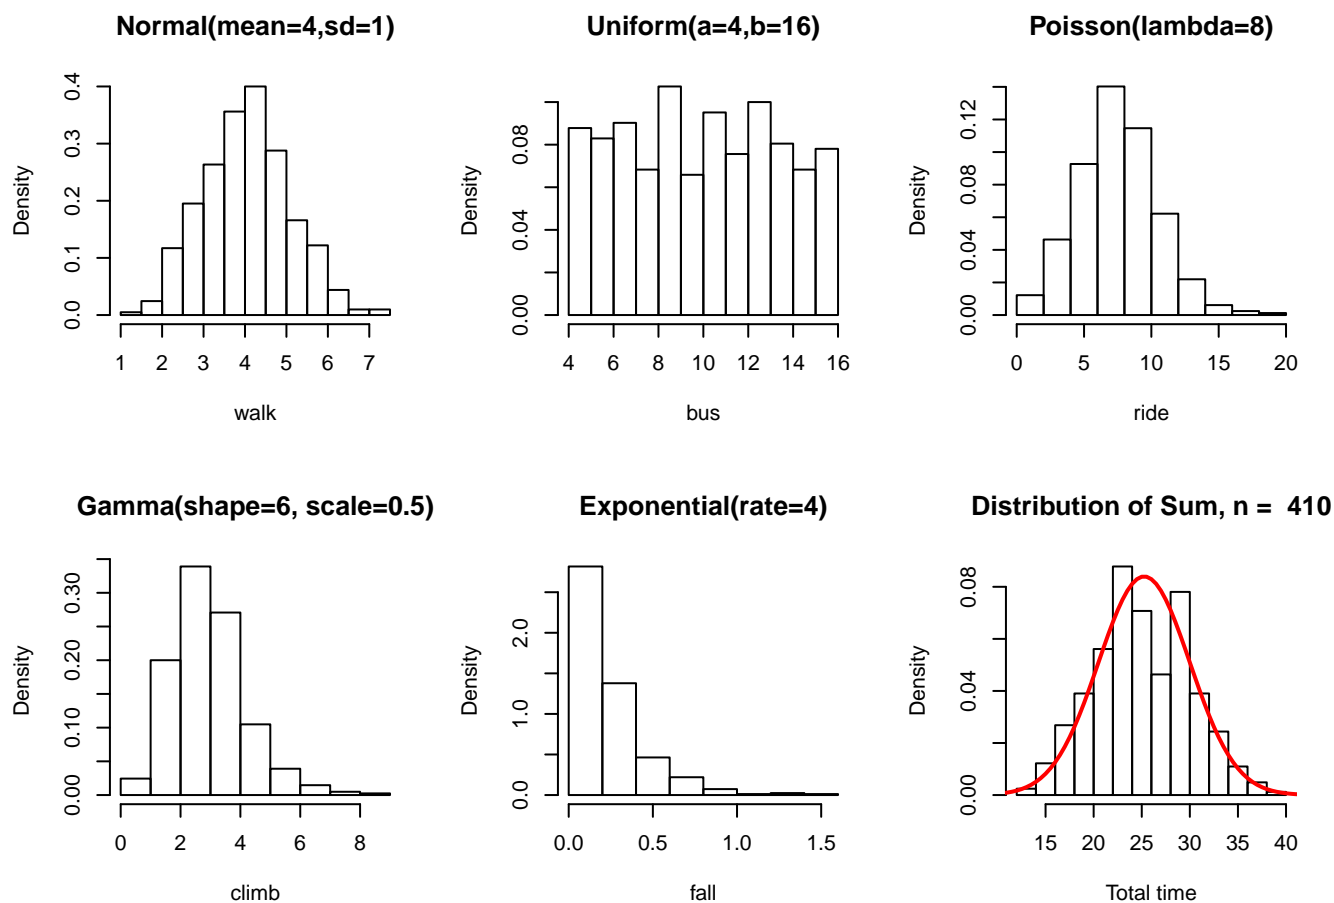 Normal(mean=4,sd=1)
Density
0.0 0.1 0.2 0.3 0.4
1 2 3 4 5 6 7
walk
Uniform(a=4,b=16)
Density
0.00 0.04 0.08
4 6 8 10 12 14 16
bus
Poisson(lambda=8)
Density
0.00 0.04 0.08 0.12
0 5 10 15 20
ride
Gamma(shape=6, scale=0.5)
Density
0.00 0.10 0.20 0.30
0 2 4 6 8
climb
Exponential(rate=4)
Density
0.0 1.0 2.0
0.0 0.5 1.0 1.5
fall
Distribution of Sum, n = 410
Density
0.00 0.04 0.08
15 20 25 30 35 40
Total time